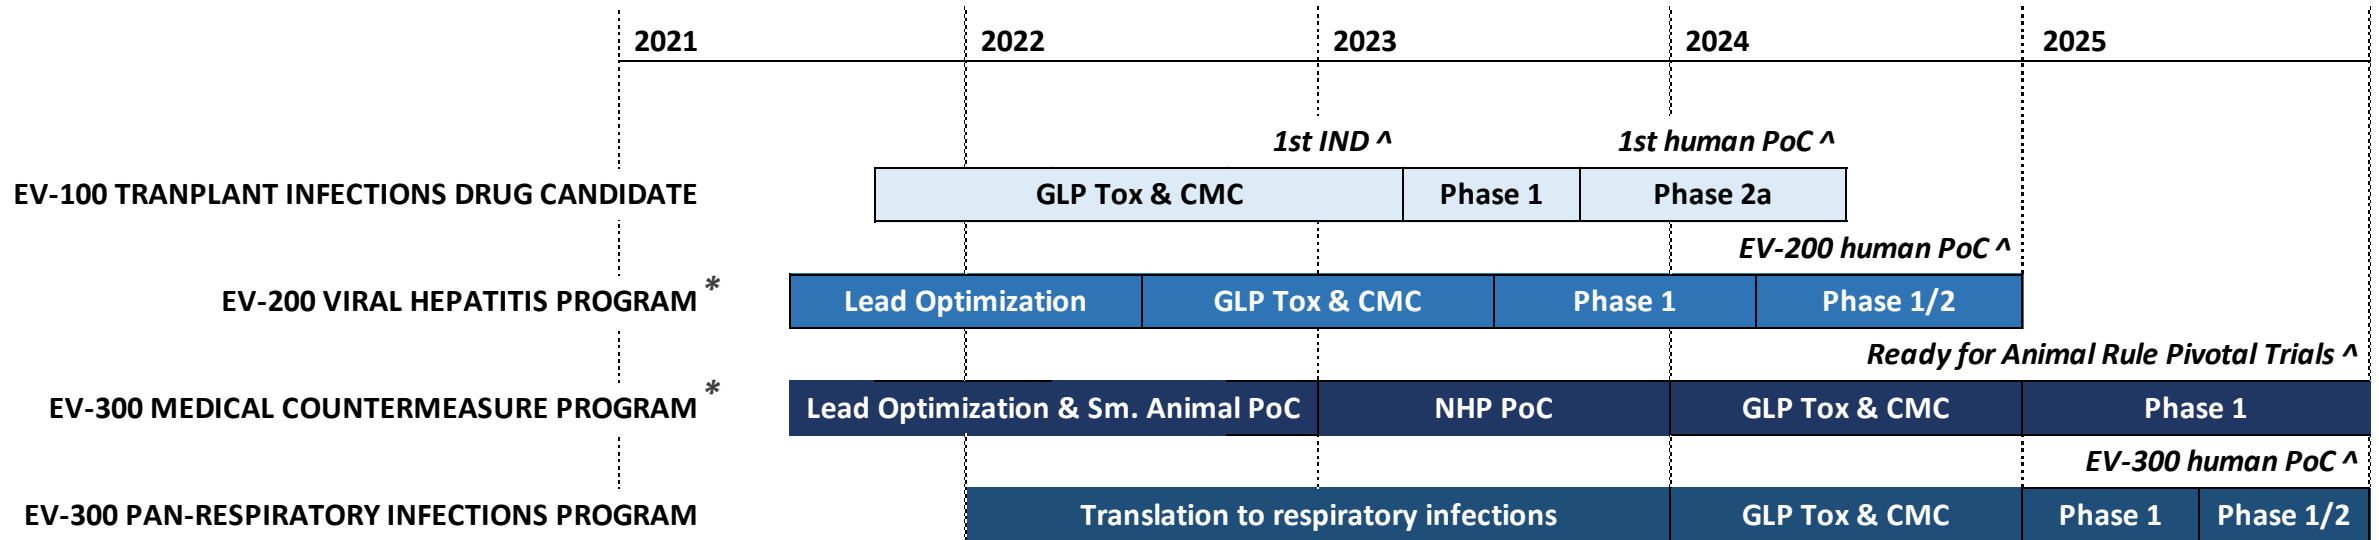 2021 2022 2023 2024 2025
1st IND ^ 1st human PoC ^
EV-100 TRANPLANT INFECTIONS DRUG CANDIDATE GLP Tox & CMC Phase 1 Phase 2a
EV-200 human PoC ^
EV-200 VIRAL HEPATITIS PROGRAM * Lead Optimization GLP Tox & CMC Phase 1 Phase 1/2
Ready for Animal Rule Pivotal Trials ^
EV-300 MEDICAL COUNTERMEASURE PROGRAM * Lead Optimization & Sm. Animal PoC NHP PoC GLP Tox & CMC Phase 1
EV-300 human PoC ^
EV-300 PAN-RESPIRATORY INFECTIONS PROGRAM Translation to respiratory infections GLP Tox & CMC Phase 1 Phase 1/2